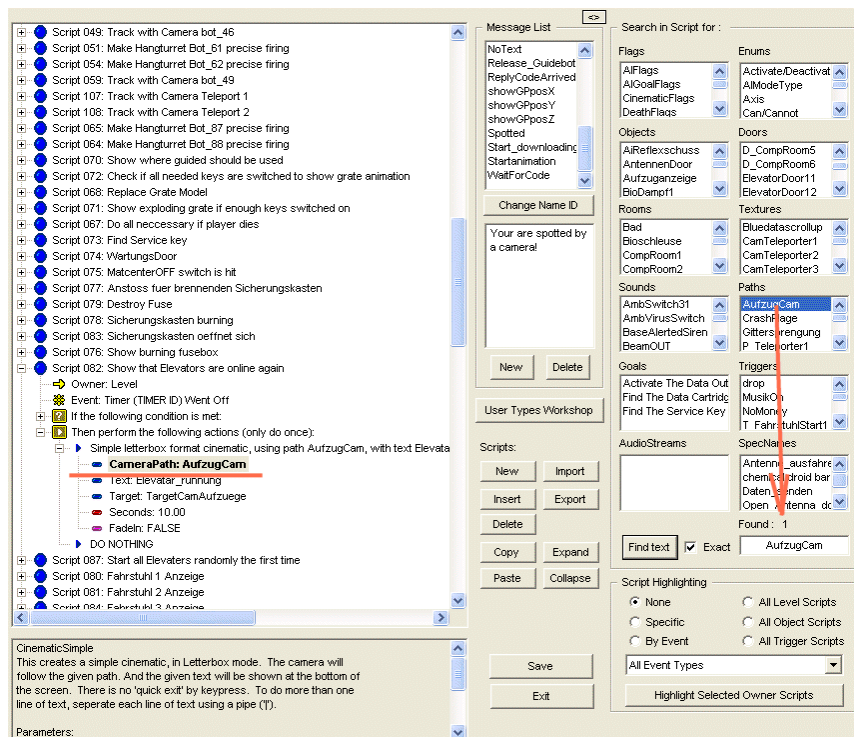 <>
Script 049: Track with Camera bot_46
Script 051: Make Hangturret Bot_61 precise firing
Script 054: Make Hangturret Bot_62 precise firing
Script 059: Track with Camera bot_49
Script 107: Track with Camera Teleport 1
Script 108: Track with Camera Teleport 2
Script 065: Make Hangturret Bot_87 precise firing
Script 064: Make Hangturret Bot_88 precise firing
Script 070: Show where guided should be used
Script 072: Check if all needed keys are switched to show grate animation
Script 068: Replace Grate Model
Script 071: Show exploding grate if enough keys switched on
Script 067: Do all neccessary if player dies
Script 073: Find Service key
Script 074: WartungsDoor
Script 075: MatcenterOFF switch is hit
Script 077: Anstoss fuer brennenden Sicherungskasten
Script 079: Destroy Fuse
Script 078: Sicherungskasten burning
Script 083: Sicherungskasten oeffnet sich
Script 076: Show burning fusebox
Script 082: Show that Elevators are online again
Owner: Level
Event: Timer (TIMER ID) Went Off
If the following condition is met:
Then perform the following actions (only do once):
Simple letterbox format cinematic, using path AufzugCam, with text Elevata
CameraPath: AufzugCam
Text: Elevatar_running
Target: TargetCamAufzuege
Seconds: 10.00
FadeIn: FALSE
DO NOTHING
Script 087: Start all Elevaters randomly the first time
Script 080: Fahrstuhl 1 Anzeige
Script 081: Fahrstuhl 2 Anzeige
Script 084: Fahrstuhl 3 Anzeige
CinematicSimple
This creates a simple cinematic, in Letterbox mode. The camera will
follow the given path. And the given text will be shown at the bottom of
the screen. There is no 'quick exit' by keypress. To do more than one
line of text, seperate each line of text using a pipe ('|').
Parameters:
Message List
NoText
Release_Guidebot
ReplyCodeArrived
showGPposX
showGPposY
showGPposZ
Spotted
Start_downloading
Startanimation
WaitForCode
Change Name ID
Your are spotted by
a camera!
New
Delete
User Types Workshop
Scripts:
New
Import
Insert
Export
Delete
Copy
Expand
Paste
Collapse
Save
Exit
Search in Script for :
Flags
AIFlags
AIGoalFlags
CinematicFlags
DeathFlags
Enums
Activate/Deactivat
AIModeType
Axis
Can/Cannot
Objects
AiReflexschuss
AntennenDoor
Aufzuganzeige
BioDampf1
Doors
D_CompRoom5
D_CompRoom6
ElevatorDoor11
ElevatorDoor12
Rooms
Bad
Bioschleuse
CompRoom1
CompRoom2
Textures
Bluedatascrollup
CamTeleporter1
CamTeleporter2
CamTeleporter3
Sounds
AmbSwitch31
AmbVirusSwitch
BaseAlertedSiren
BeamOUT
Paths
AufzugCam
Gittersprengung
P_Teleporter1
Goals
Activate The Data Out
Find The Data Cartridg
Find The Service Key
Triggers
drop
MusikOn
NoMoney
T_FahrstuhlStart1
AudioStreams
SpecNames
Antenne_ausfahre
chemical droid bar
Found : 1
Find text
Exact
AufzugCam
Script Highlighting
None
All Level Scripts
Specific
All Object Scripts
By Event
All Trigger Scripts
All Event Types
Highlight Selected Owner Scripts